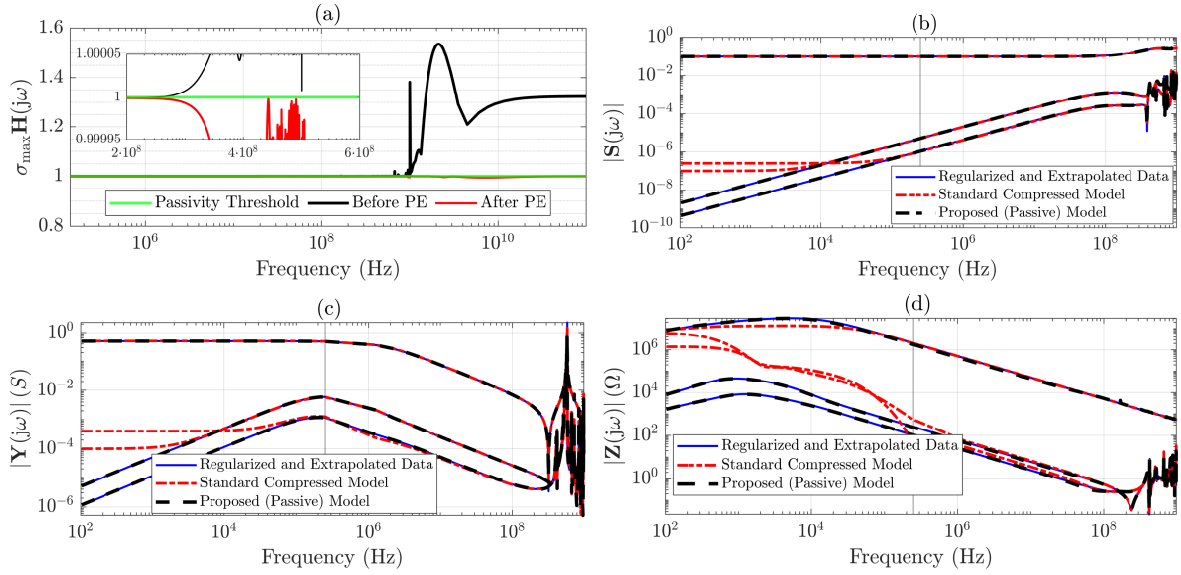 (a)
1.6
1.4
1.2
1
0.8
σmax H(jω)
1.00005
1
0.99995
2·10^8
4·10^8
6·10^8
Passivity Threshold
Before PE
After PE
10^6
10^8
10^10
Frequency (Hz)
(b)
10^0
10^-2
10^-4
10^-6
10^-8
10^-10
|S(jω)|
Regularized and Extrapolated Data
Standard Compressed Model
Proposed (Passive) Model
10^2
10^4
10^6
10^8
Frequency (Hz)
(c)
10^0
10^-2
10^-4
10^-6
|Y(jω)| (S)
Regularized and Extrapolated Data
Standard Compressed Model
Proposed (Passive) Model
10^2
10^4
10^6
10^8
Frequency (Hz)
(d)
10^6
10^4
10^2
10^0
|Z(jω)| (Ω)
Regularized and Extrapolated Data
Standard Compressed Model
Proposed (Passive) Model
10^2
10^4
10^6
10^8
Frequency (Hz)